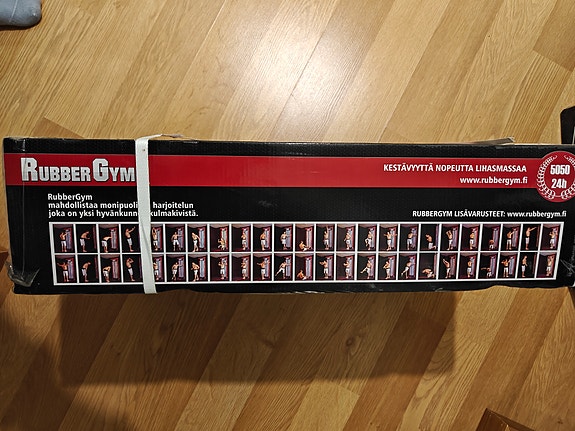 RUBBERGYM
KESTÄVYYTTÄ NOPEUTTA LIHASMASSAA
www.rubbergym.fi
5050
24h
RubberGym
mahdollistaa harjoitelun
joka on yksi kulmakivistä.
RUBBERGYM LISÄVARUSTEET: www.rubbergym.fi